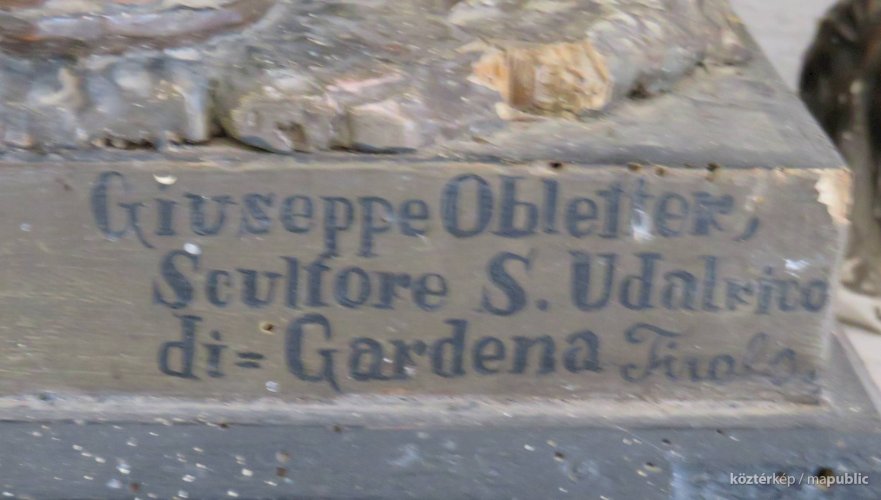 Giuseppe Obletter,
Scultore S. Udalrico
di= Gardena Tirolo.
köztérkép / mapublic